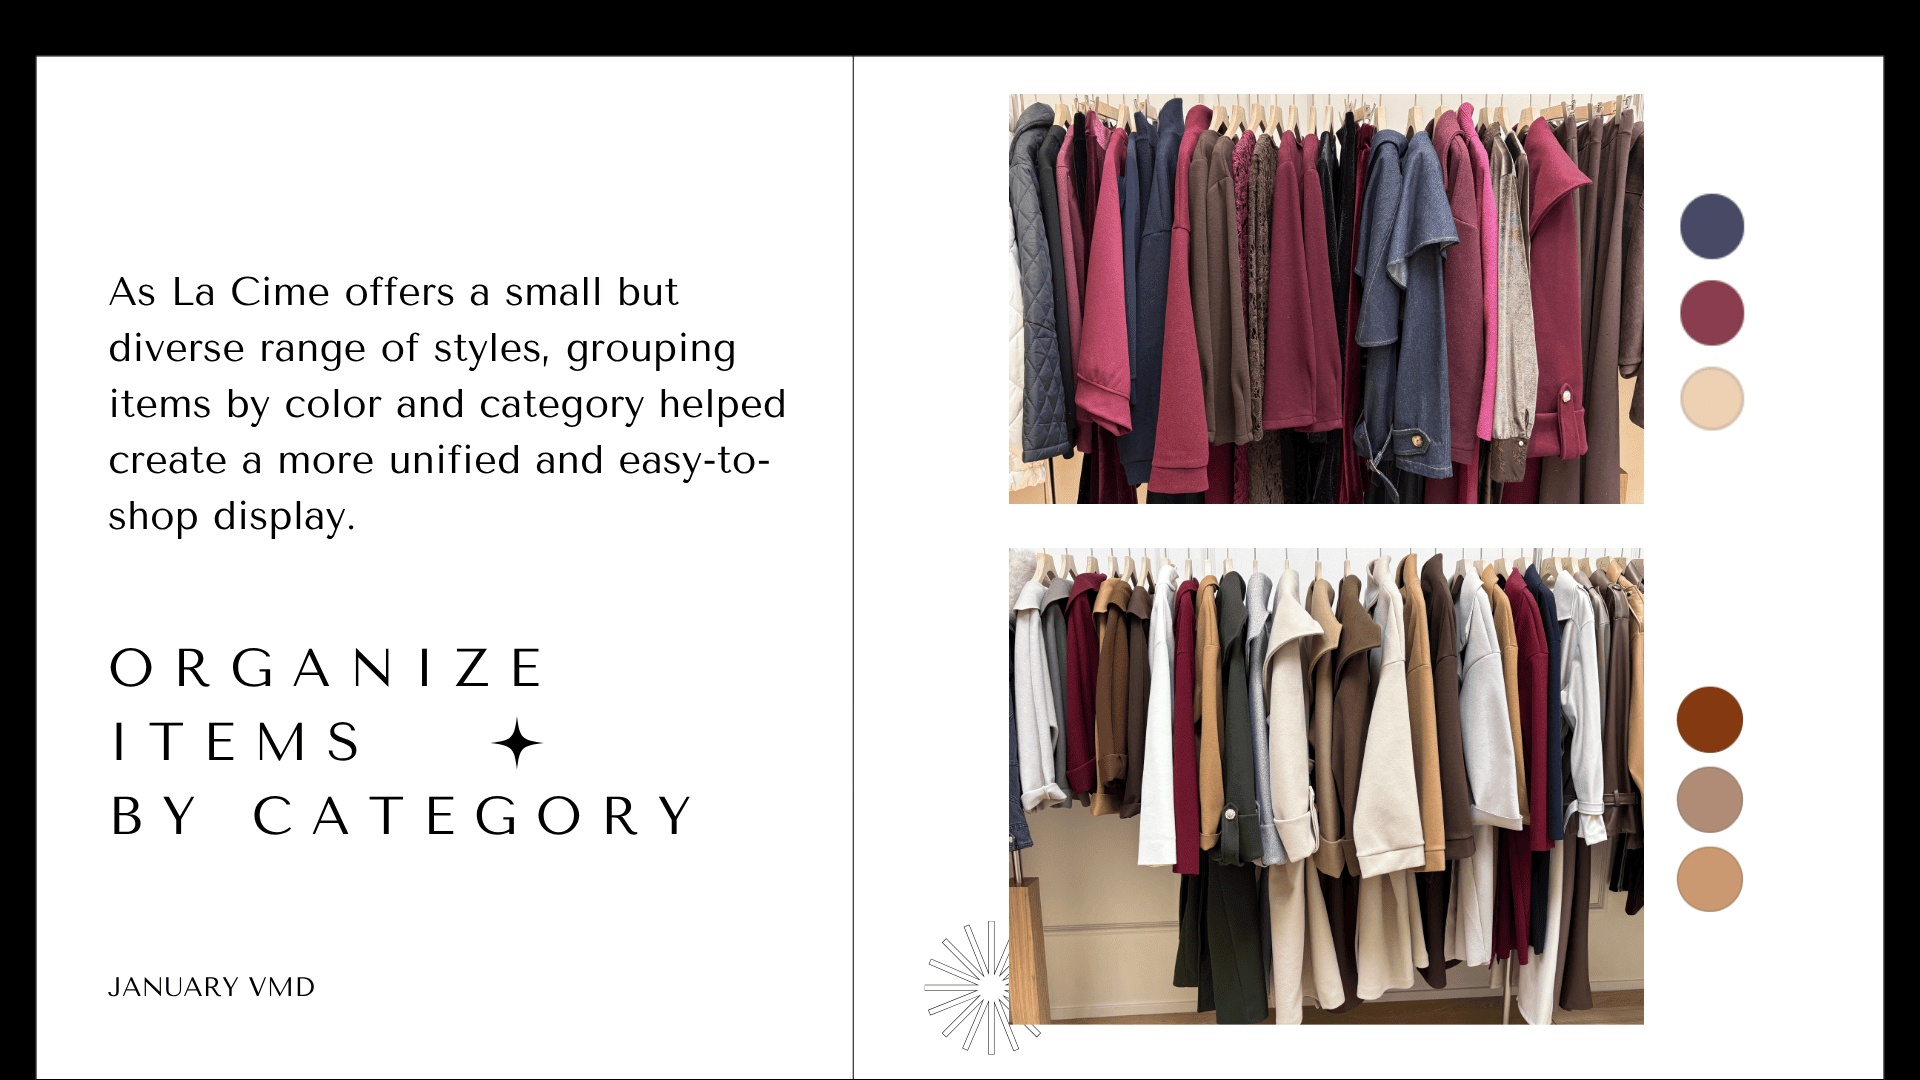 As La Cime offers a small but
diverse range of styles, grouping
items by color and category helped
create a more unified and easy-to-
shop display.
ORGANIZE
ITEMS
BY CATEGORY
JANUARY VMD